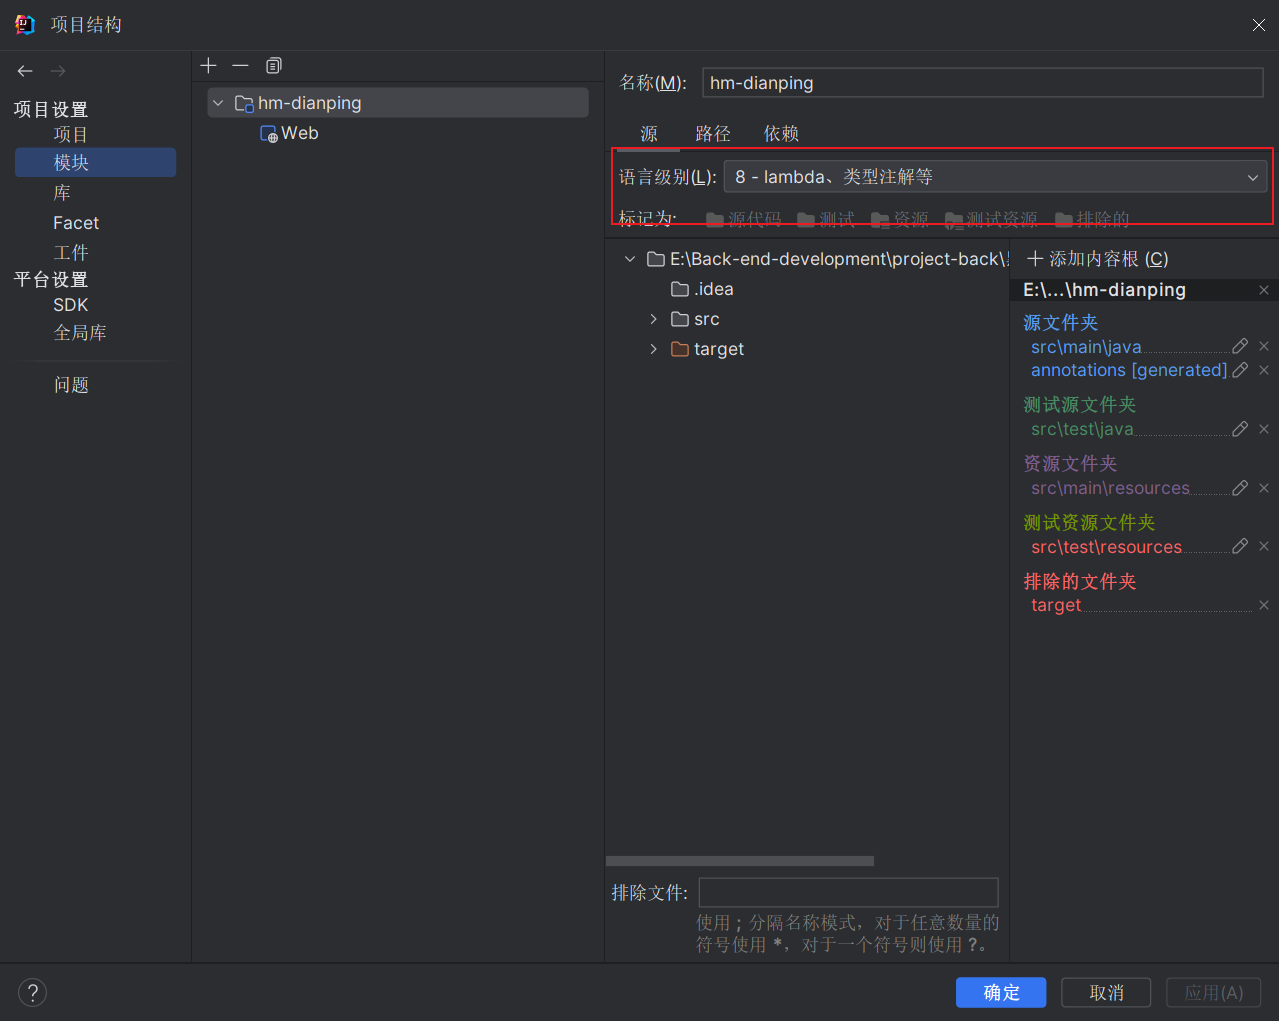 项目结构
项目设置
项目
模块
库
Facet
工件
平台设置
SDK
全局库
问题
hm-dianping
Web
名称(M): hm-dianping
源 路径 依赖
语言级别(L): 8 - lambda、类型注解等
标记为: 源代码 测试 资源 测试资源 排除的
E:\Back-end-development\project-back\
.idea
src
target
排除文件:
使用 ; 分隔名称模式，对于任意数量的
符号使用 *，对于一个符号则使用 ?。
添加内容根 (C)
E:\...\hm-dianping
源文件夹
src\main\java
annotations [generated]
测试源文件夹
src\test\java
资源文件夹
src\main\resources
测试资源文件夹
src\test\resources
排除的文件夹
target
?
确定 取消 应用(A)